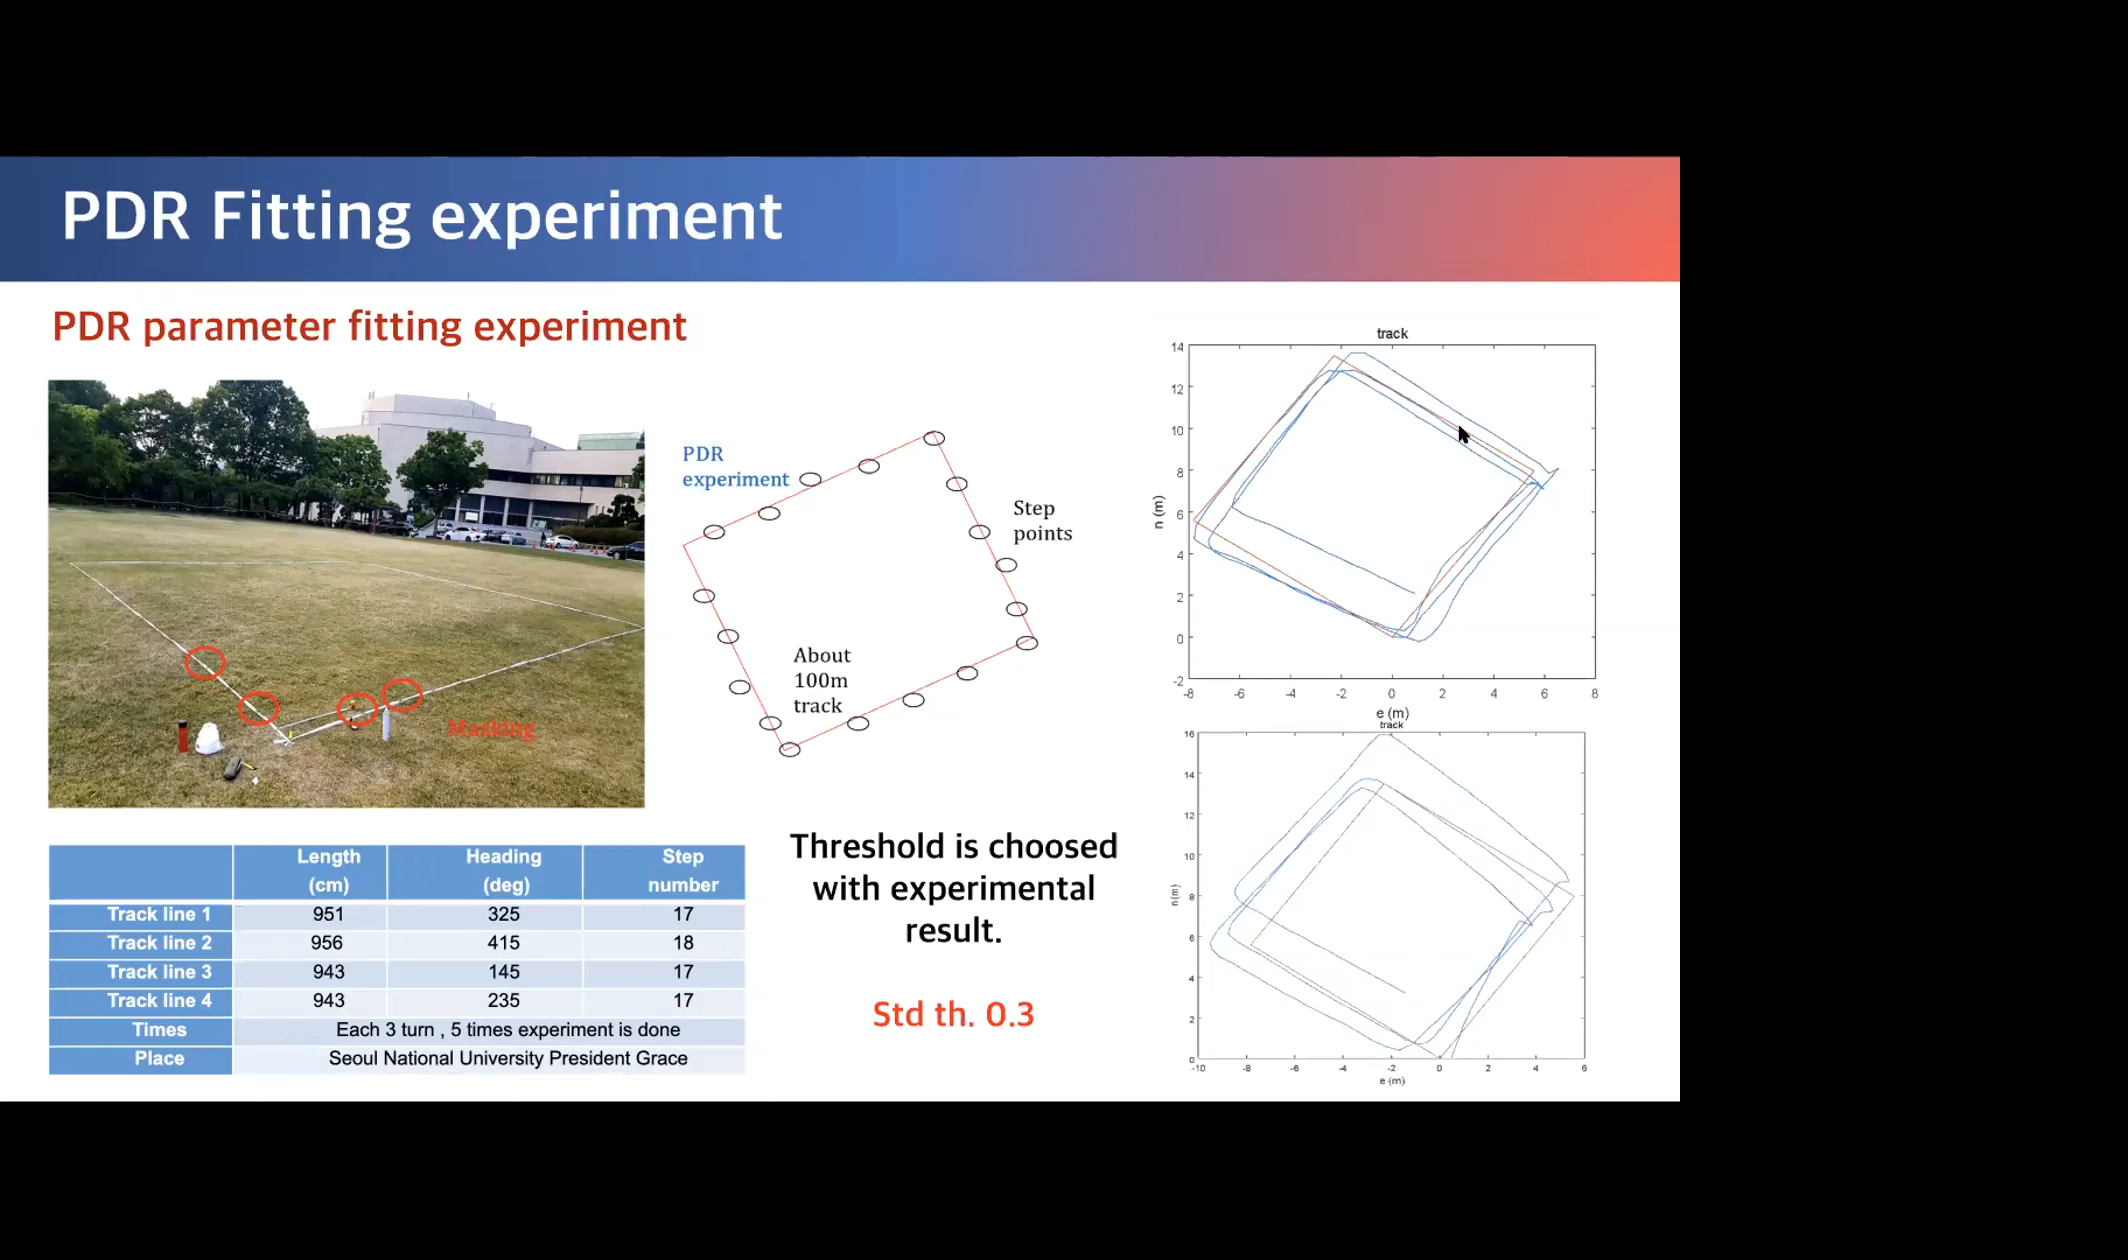 PDR Fitting experiment
PDR parameter fitting experiment
Masking
PDR
experiment
Step
points
About
100m
track
Length
(cm)
Heading
(deg)
Step
number
Track line 1 951 325 17
Track line 2 956 415 18
Track line 3 943 145 17
Track line 4 943 235 17
Times Each 3 turn , 5 times experiment is done
Place Seoul National University President Grace
Threshold is choosed
with experimental
result.
Std th. 0.3
track
14
12
10
8
6
4
2
0
-2
n (m)
-8 -6 -4 -2 0 2 4 6 8
e (m)
track
16
14
12
10
8
6
4
2
0
n(m)
-10 -8 -6 -4 -2 0 2 4 6
e (m)